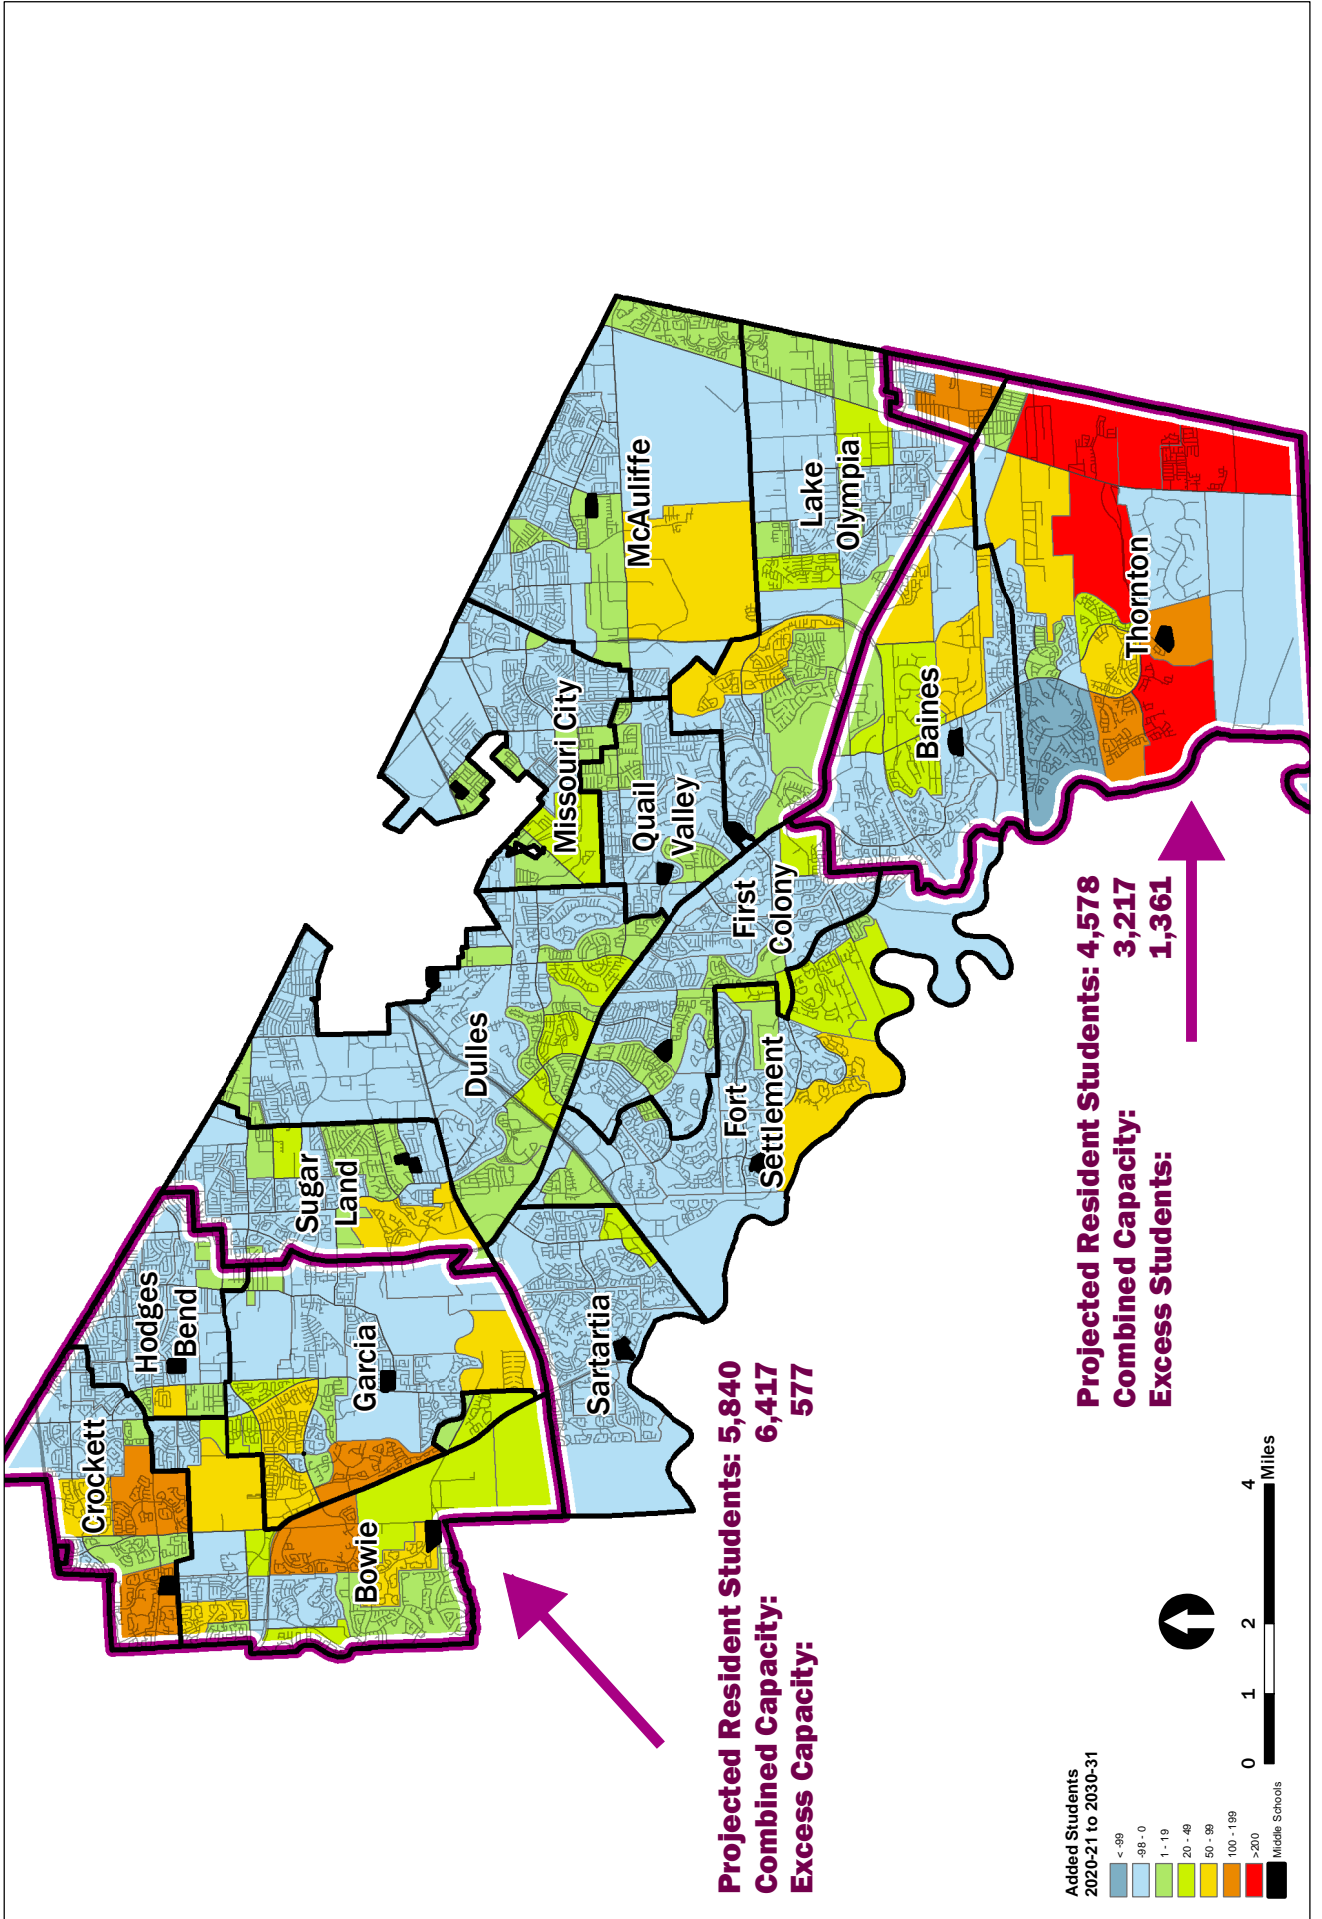 Crockett
Hodges
Bend
Sugar
Land
Garcia
Bowie
Dulles
Missouri City
McAuliffe
Quail
Valley
Lake
Olympia
First
Colony
Fort
Settlement
Sartartia
Baines
Thornton
Projected Resident Students: 5,840
Combined Capacity: 6,417
Excess Capacity: 577
Projected Resident Students: 4,578
Combined Capacity: 3,217
Excess Students: 1,361
Added Students
2020-21 to 2030-31
< -99
-98 - 0
1 - 19
20 - 49
50 - 99
100 - 199
>200
Middle Schools
0 1 2 4
Miles